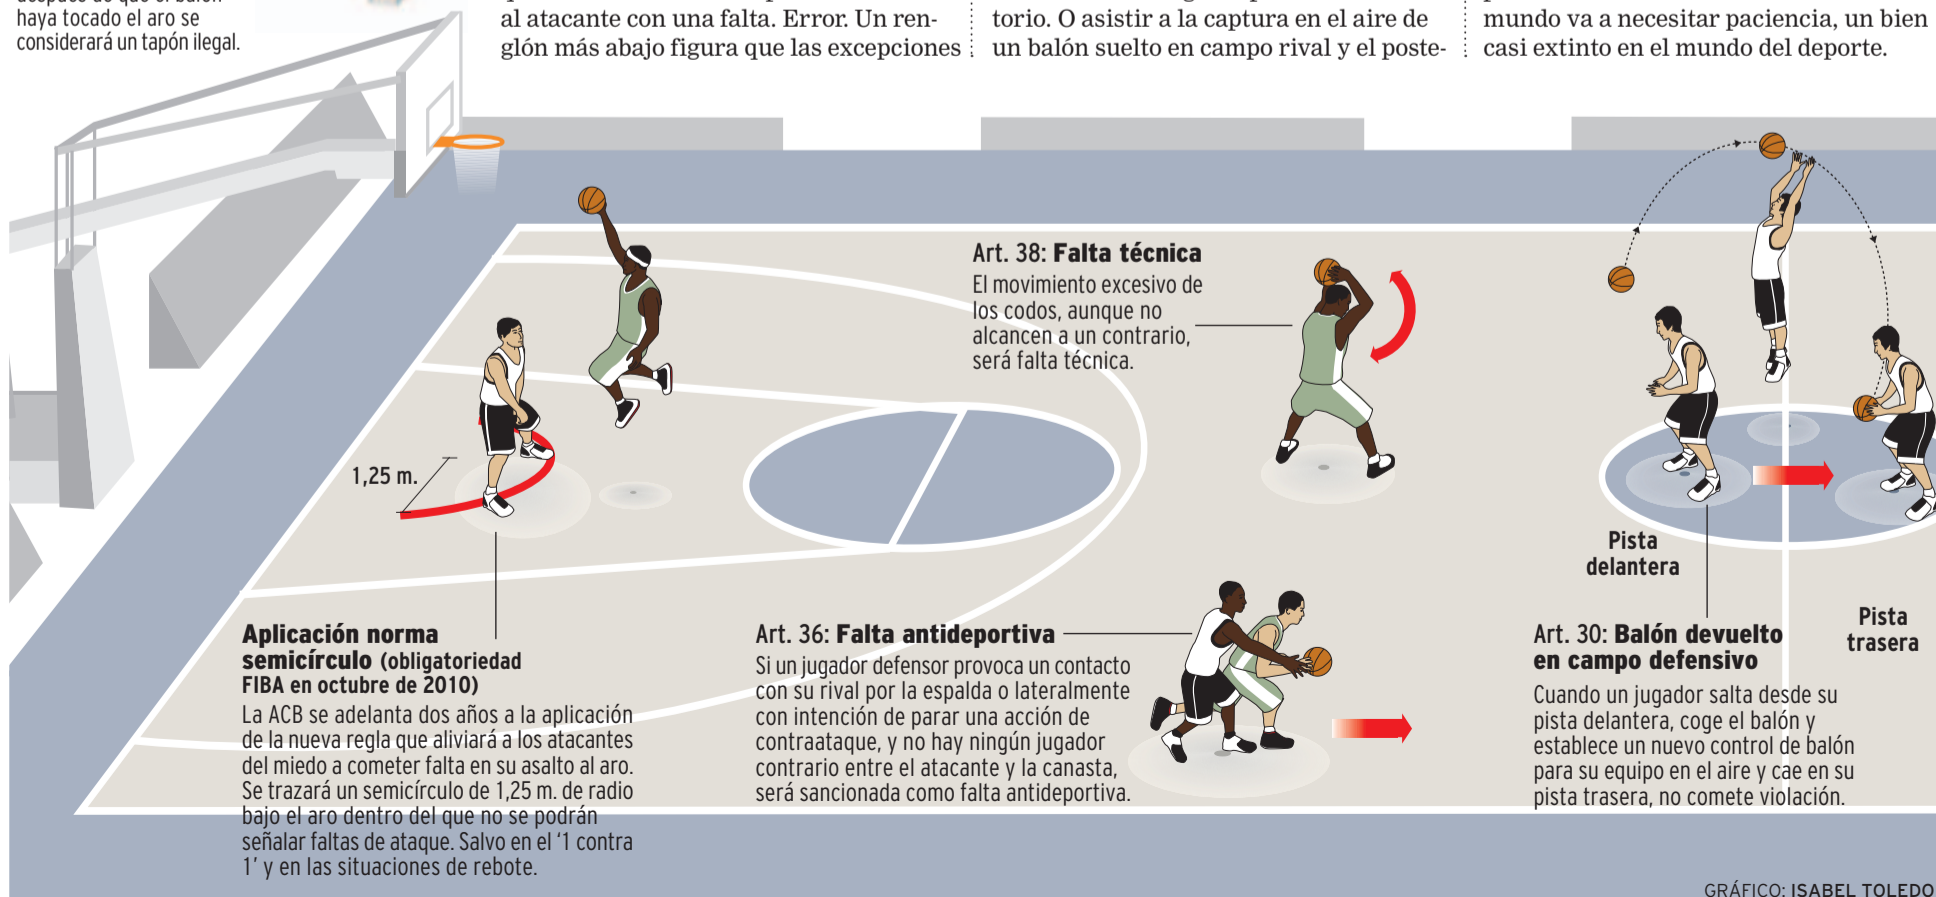 haya tocado el aro se
considerará un tapón ilegal.
al atacante con una falta. Error. Un ren-
glón más abajo figura que las excepciones
torio. O asistir a la captura en el aire de
un balón suelto en campo rival y el poste-
mundo va a necesitar paciencia, un bien
casi extinto en el mundo del deporte.
Art. 38: Falta técnica
El movimiento excesivo de
los codos, aunque no
alcancen a un contrario,
será falta técnica.
1,25 m.
Aplicación norma
semicírculo (obligatoriedad
FIBA en octubre de 2010)
La ACB se adelanta dos años a la aplicación
de la nueva regla que aliviará a los atacantes
del miedo a cometer falta en su asalto al aro.
Se trazará un semicírculo de 1,25 m. de radio
bajo el aro dentro del que no se podrán
señalar faltas de ataque. Salvo en el ‘1 contra
1’ y en las situaciones de rebote.
Art. 36: Falta antideportiva
Si un jugador defensor provoca un contacto
con su rival por la espalda o lateralmente
con intención de parar una acción de
contraataque, y no hay ningún jugador
contrario entre el atacante y la canasta,
será sancionada como falta antideportiva.
Pista
delantera
Pista
trasera
Art. 30: Balón devuelto
en campo defensivo
Cuando un jugador salta desde su
pista delantera, coge el balón y
establece un nuevo control de balón
para su equipo en el aire y cae en su
pista trasera, no comete violación.
GRÁFICO: ISABEL TOLEDO